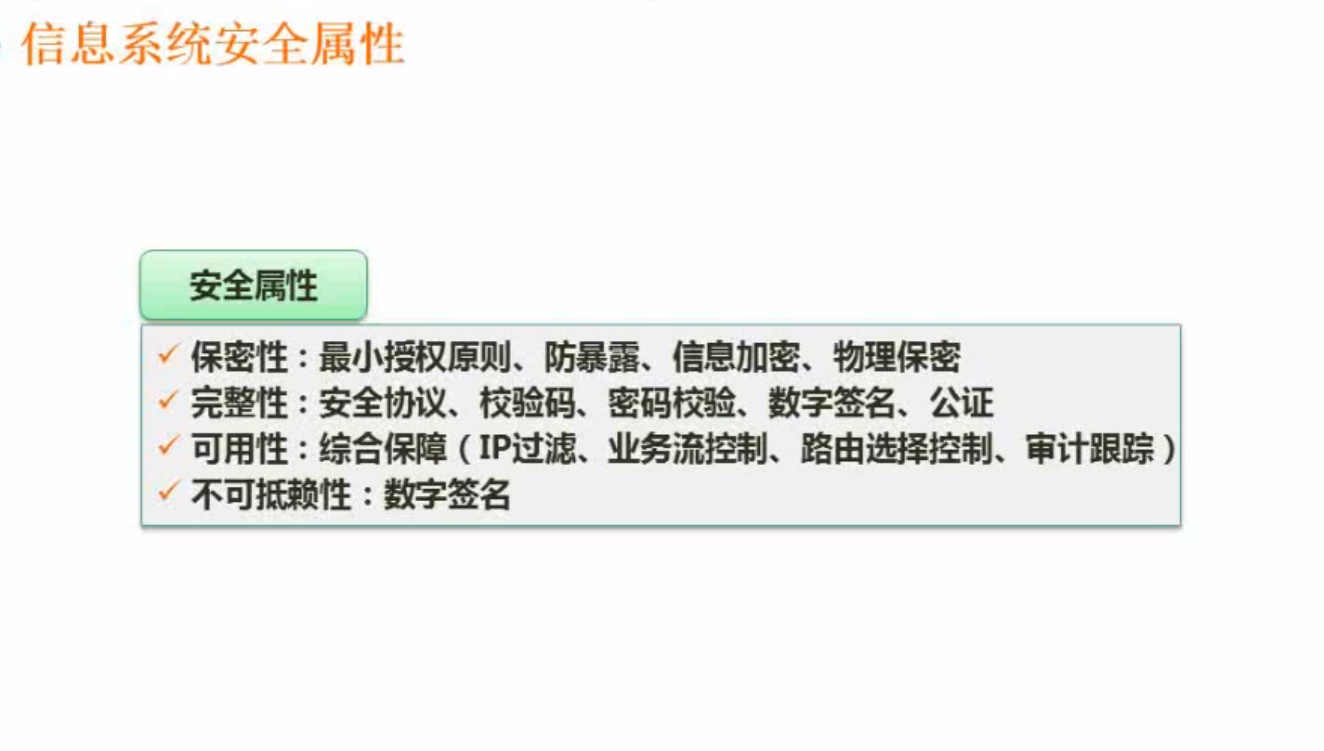 信息系统安全属性
安全属性
✓ 保密性：最小授权原则、防暴露、信息加密、物理保密
✓ 完整性：安全协议、校验码、密码校验、数字签名、公证
✓ 可用性：综合保障（IP过滤、业务流控制、路由选择控制、审计跟踪）
✓ 不可抵赖性：数字签名